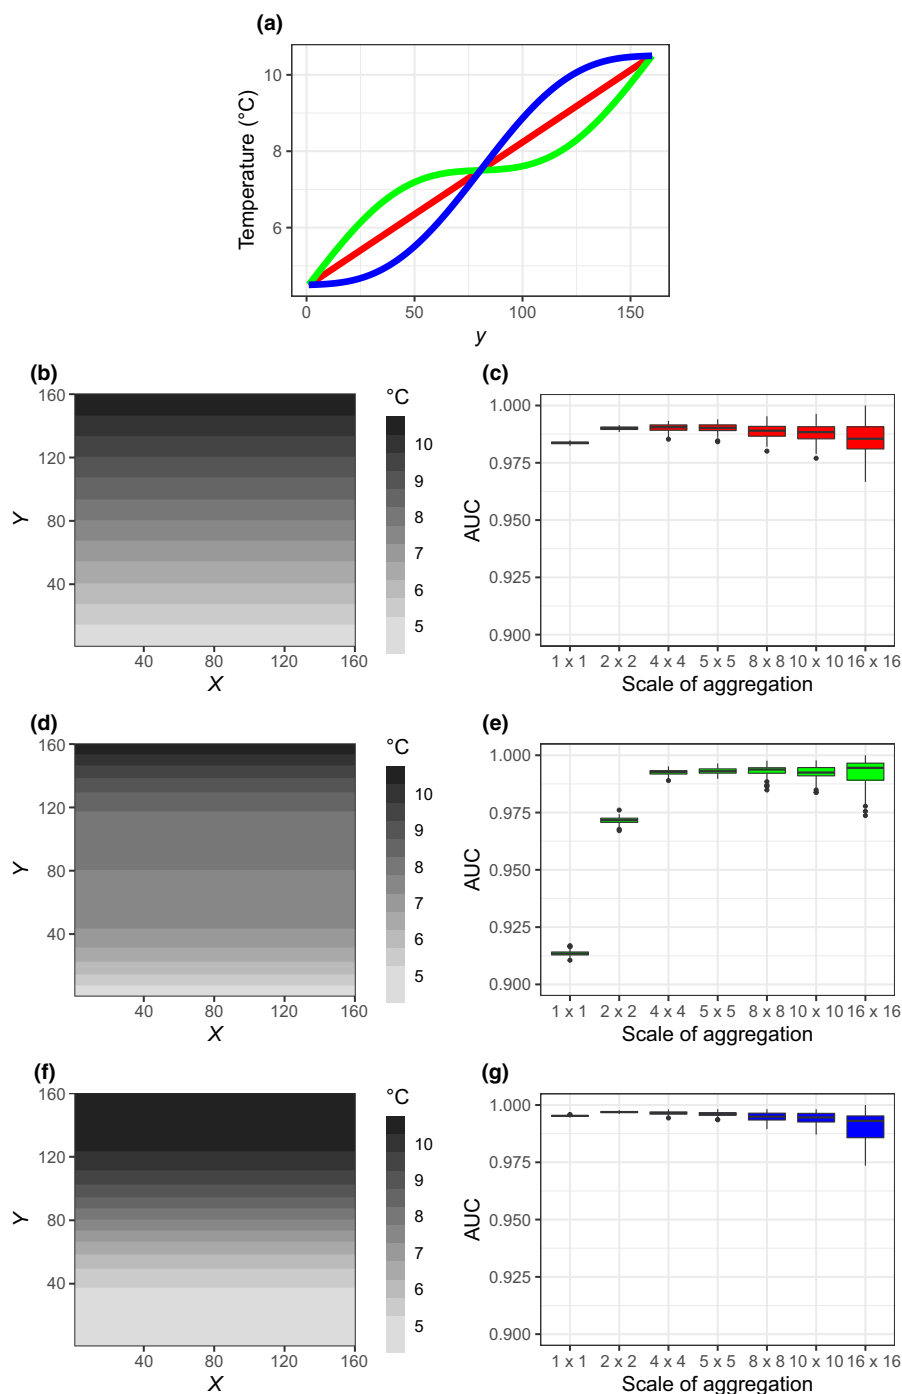 (a)
Temperature (°C)
10
8
6
0 50 100 150
y
(b)
160
120
80
40
Y
40 80 120 160
X
°C
10
9
8
7
6
5
(c)
1.000
0.975
0.950
0.925
0.900
AUC
1 x 1 2 x 2 4 x 4 5 x 5 8 x 8 10 x 10 16 x 16
Scale of aggregation
(d)
160
120
80
40
Y
40 80 120 160
X
°C
10
9
8
7
6
5
(e)
1.000
0.975
0.950
0.925
0.900
AUC
1 x 1 2 x 2 4 x 4 5 x 5 8 x 8 10 x 10 16 x 16
Scale of aggregation
(f)
160
120
80
40
Y
40 80 120 160
X
°C
10
9
8
7
6
5
(g)
1.000
0.975
0.950
0.925
0.900
AUC
1 x 1 2 x 2 4 x 4 5 x 5 8 x 8 10 x 10 16 x 16
Scale of aggregation